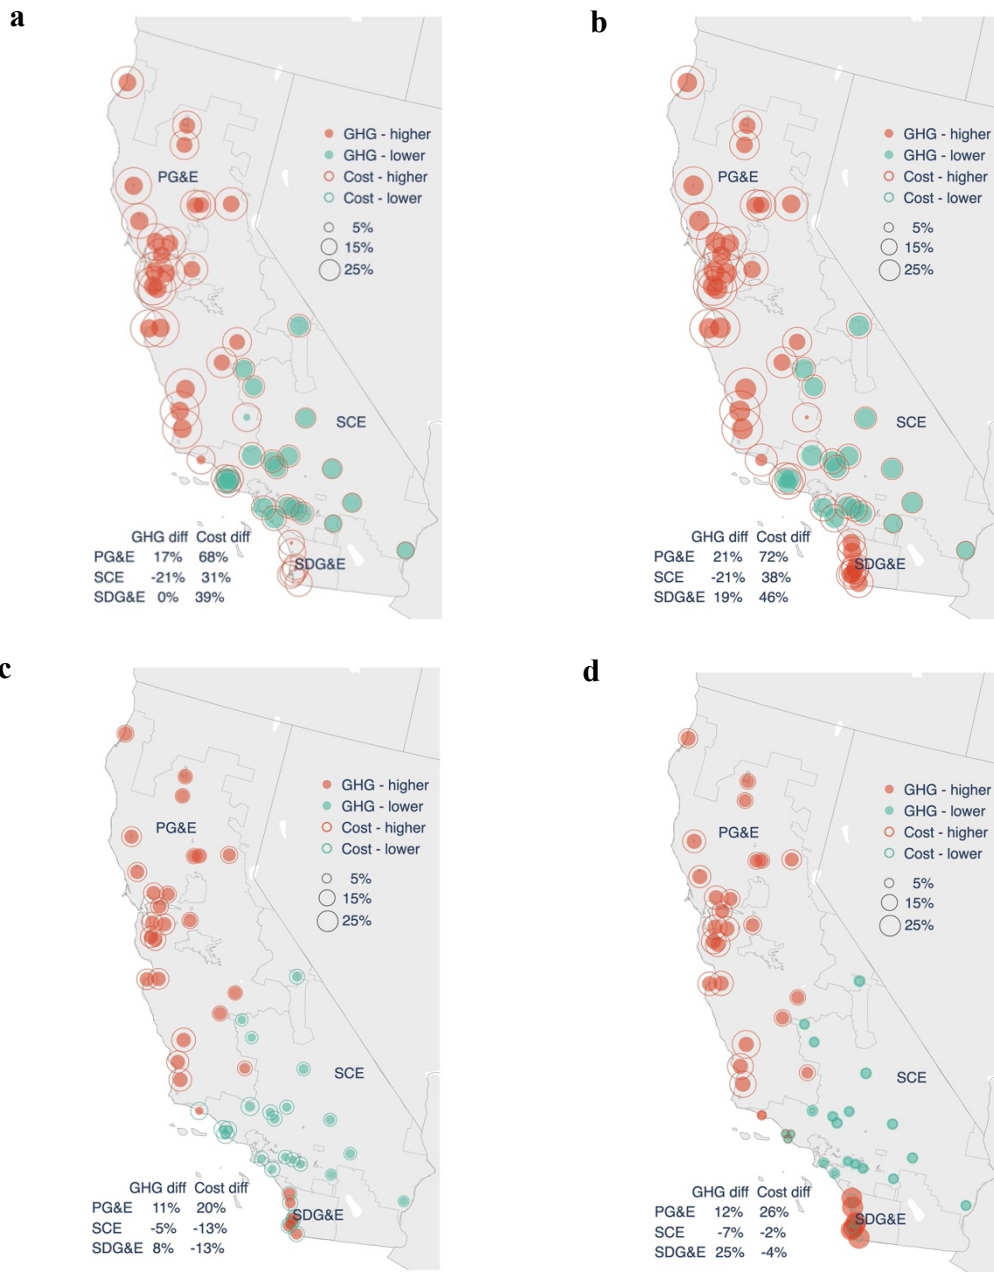 a
GHG - higher
GHG - lower
Cost - higher
Cost - lower
5%
15%
25%
PG&E
SCE
SDG&E
GHG diff Cost diff
PG&E 17% 68%
SCE -21% 31%
SDG&E 0% 39%
b
GHG - higher
GHG - lower
Cost - higher
Cost - lower
5%
15%
25%
PG&E
SCE
SDG&E
GHG diff Cost diff
PG&E 21% 72%
SCE -21% 38%
SDG&E 19% 46%
c
GHG - higher
GHG - lower
Cost - higher
Cost - lower
5%
15%
25%
PG&E
SCE
SDG&E
GHG diff Cost diff
PG&E 11% 20%
SCE -5% -13%
SDG&E 8% -13%
d
GHG - higher
GHG - lower
Cost - higher
Cost - lower
5%
15%
25%
PG&E
SCE
SDG&E
GHG diff Cost diff
PG&E 12% 26%
SCE -7% -2%
SDG&E 25% -4%